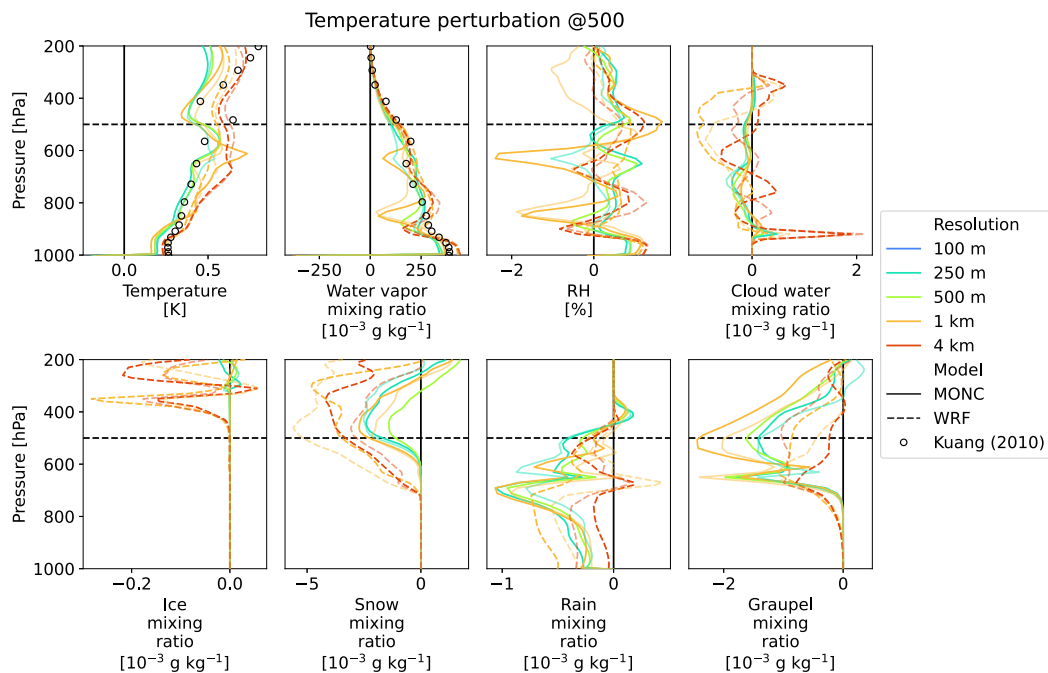 Temperature perturbation @500
200
400
600
800
1000
Pressure [hPa]
0.0
0.5
Temperature
[K]
−250
0
250
Water vapor
mixing ratio
[10⁻³ g kg⁻¹]
−2
0
RH
[%]
0
2
Cloud water
mixing ratio
[10⁻³ g kg⁻¹]
Resolution
100 m
250 m
500 m
1 km
4 km
Model
MONC
WRF
Kuang (2010)
200
400
600
800
1000
Pressure [hPa]
−0.2
0.0
Ice
mixing
ratio
[10⁻³ g kg⁻¹]
−5
0
Snow
mixing
ratio
[10⁻³ g kg⁻¹]
−1
0
Rain
mixing
ratio
[10⁻³ g kg⁻¹]
−2
0
Graupel
mixing
ratio
[10⁻³ g kg⁻¹]